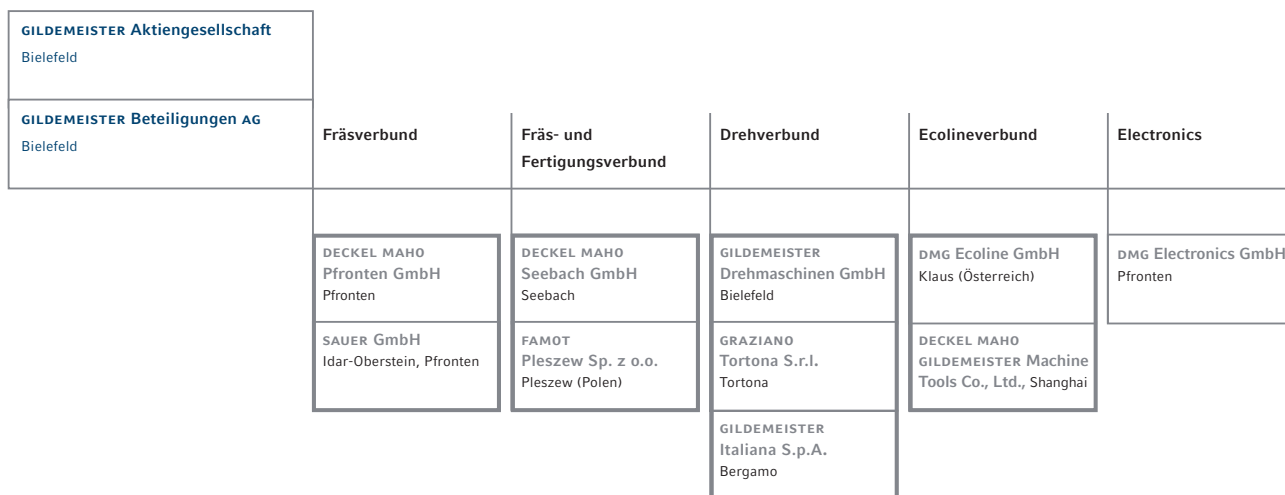 GILDEMEISTER Aktiengesellschaft
Bielefeld
GILDEMEISTER Beteiligungen AG
Bielefeld
Fräsverbund
Fräs- und
Fertigungsverbund
Drehverbund
Ecolineverbund
Electronics
DECKEL MAHO
Pfronten GmbH
Pfronten
SAUER GmbH
Idar-Oberstein, Pfronten
DECKEL MAHO
Seebach GmbH
Seebach
FAMOT
Pleszew Sp. z o.o.
Pleszew (Polen)
GILDEMEISTER
Drehmaschinen GmbH
Bielefeld
GRAZIANO
Tortona S.r.l.
Tortona
GILDEMEISTER
Italiana S.p.A.
Bergamo
DMG Ecoline GmbH
Klaus (Österreich)
DECKEL MAHO
GILDEMEISTER Machine
Tools Co., Ltd., Shanghai
DMG Electronics GmbH
Pfronten